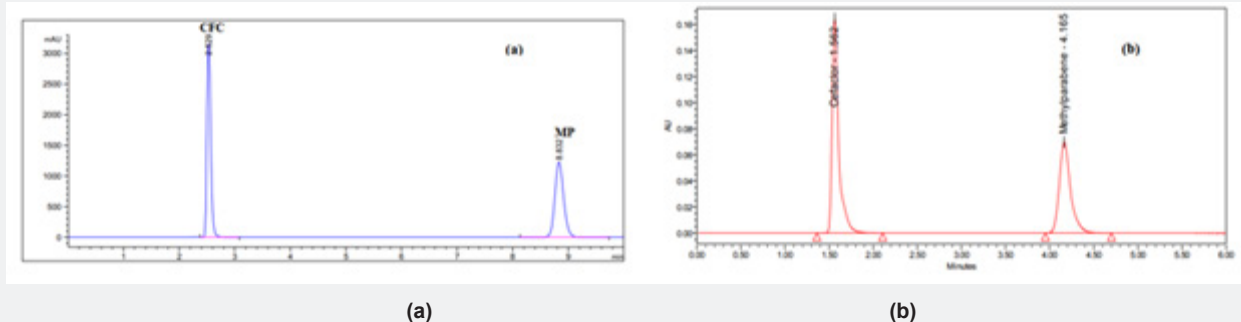 CFC
mAU
(a)
3000
2500
2000
1500
MP
8.832
1000
500
0
1 2 3 4 5 6 7 8 9
Cefaclor - 1.562
Methylparabene - 4.165
(b)
0.16
0.14
0.12
0.10
AU
0.08
0.06
0.04
0.02
0.00
0.00 0.50 1.00 1.50 2.00 2.50 3.00 3.50 4.00 4.50 5.00 5.50 6.00
Minutes
(a)
(b)